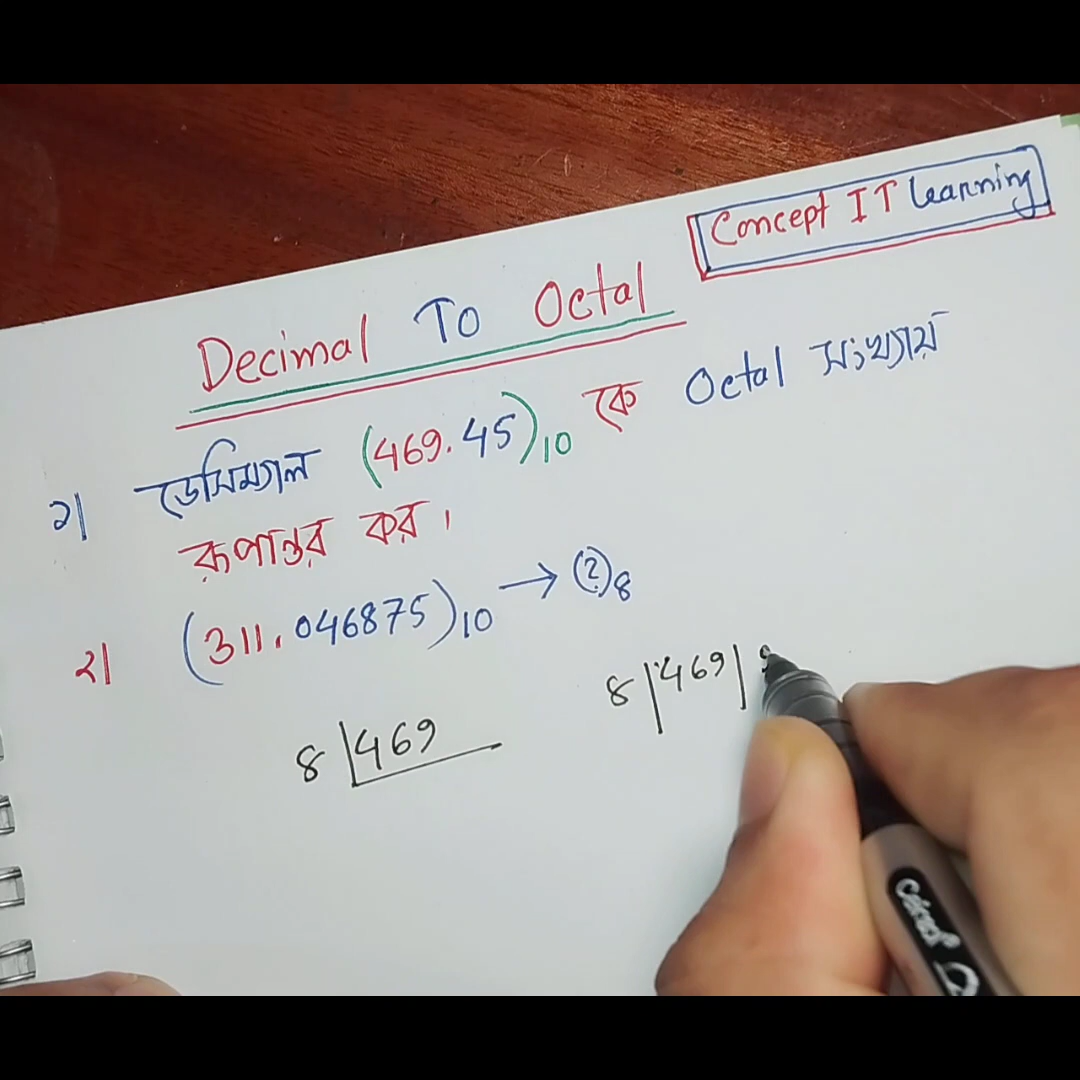 Concept IT Learning
Decimal To Octal
১। ডেসিম্যাল (469.45)10 কে Octal সংখ্যায়
রূপান্তর কর।
২। (311.046875)10 → (?)8
8 469
8 469